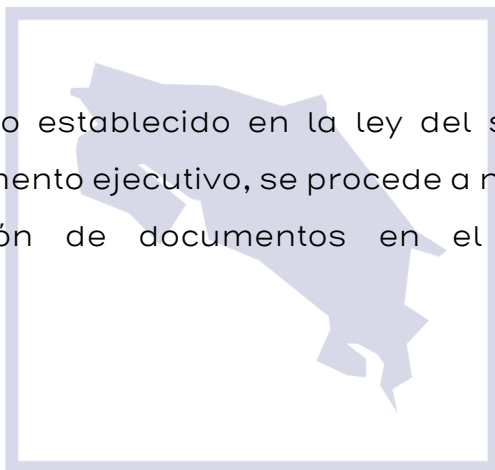 o establecido en la ley del s
mento ejecutivo, se procede a n
ón de documentos en el